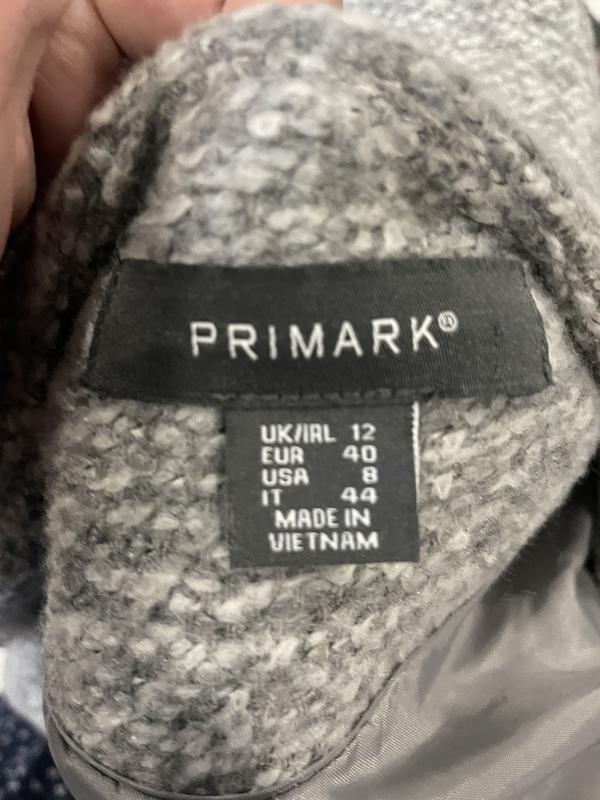 PRIMARK®
UK/IRL 12
EUR 40
USA 8
IT 44
MADE IN
VIETNAM